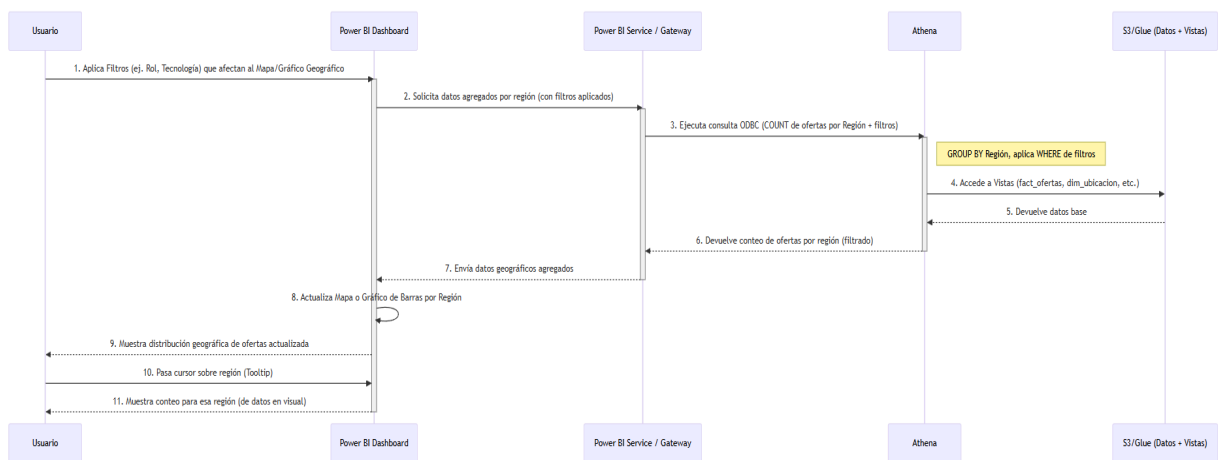 Usuario
Power BI Dashboard
Power BI Service / Gateway
Athena
S3/Glue (Datos + Vistas)
1. Aplica Filtros (ej. Rol, Tecnología) que afectan al Mapa/Gráfico Geográfico
2. Solicita datos agregados por región (con filtros aplicados)
3. Ejecuta consulta ODBC (COUNT de ofertas por Región + filtros)
GROUP BY Región, aplica WHERE de filtros
4. Accede a Vistas (fact_ofertas, dim_ubicacion, etc.)
5. Devuelve datos base
6. Devuelve conteo de ofertas por región (filtrado)
7. Envía datos geográficos agregados
8. Actualiza Mapa o Gráfico de Barras por Región
9. Muestra distribución geográfica de ofertas actualizada
10. Pasa cursor sobre región (Tooltip)
11. Muestra conteo para esa región (de datos en visual)
Usuario
Power BI Dashboard
Power BI Service / Gateway
Athena
S3/Glue (Datos + Vistas)